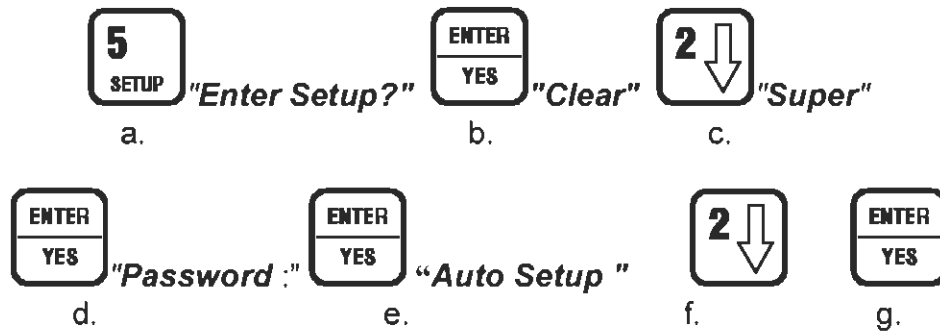 5
SETUP "Enter Setup?" ENTER YES "Clear" 2 "Super"
a. b. c.
ENTER YES "Password :" ENTER YES “Auto Setup " 2 ENTER YES
d. e. f. g.